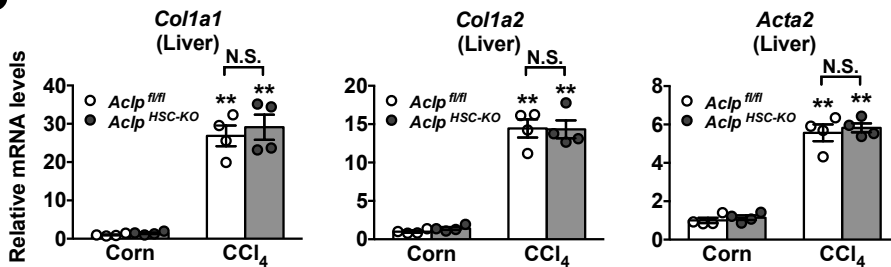 Col1a1
(Liver)
N.S.
** **
Aclp fl/fl
Aclp HSC-KO
Relative mRNA levels
40
30
20
10
0
Corn CCl4
Col1a2
(Liver)
N.S.
** **
Aclp fl/fl
Aclp HSC-KO
20
15
10
5
0
Corn CCl4
Acta2
(Liver)
N.S.
** **
Aclp fl/fl
Aclp HSC-KO
8
6
4
2
0
Corn CCl4